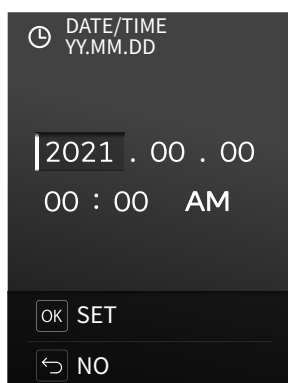 DATE/TIME
YY.MM.DD
2021 . 00 . 00
00 : 00 AM
OK SET
NO